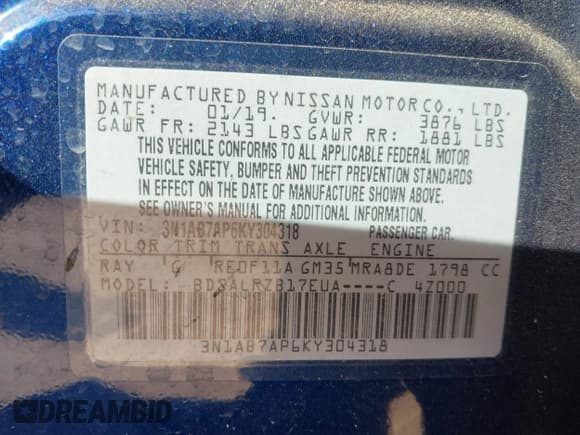 MANUFACTURED BY NISSAN MOTOR CO., LTD.
DATE: 01/19. GVWR: 3876 LBS
GAWR FR: 2143 LBS GAWR RR: 1881 LBS
THIS VEHICLE CONFORMS TO ALL APPLICABLE FEDERAL MOTOR
VEHICLE SAFETY, BUMPER AND THEFT PREVENTION STANDARDS
IN EFFECT ON THE DATE OF MANUFACTURE SHOWN ABOVE.
SEE OWNER'S MANUAL FOR ADDITIONAL INFORMATION.
VIN: 3N1AB7AP6KY304318 PASSENGER CAR.
COLOR TRIM TRANS AXLE ENGINE
RAY G RE0F11A GM35 MRA8DE 1798 CC
MODEL: BDSALRZB17EUA----C 4Z000
3N1AB7AP6KY304318
DREAMBID